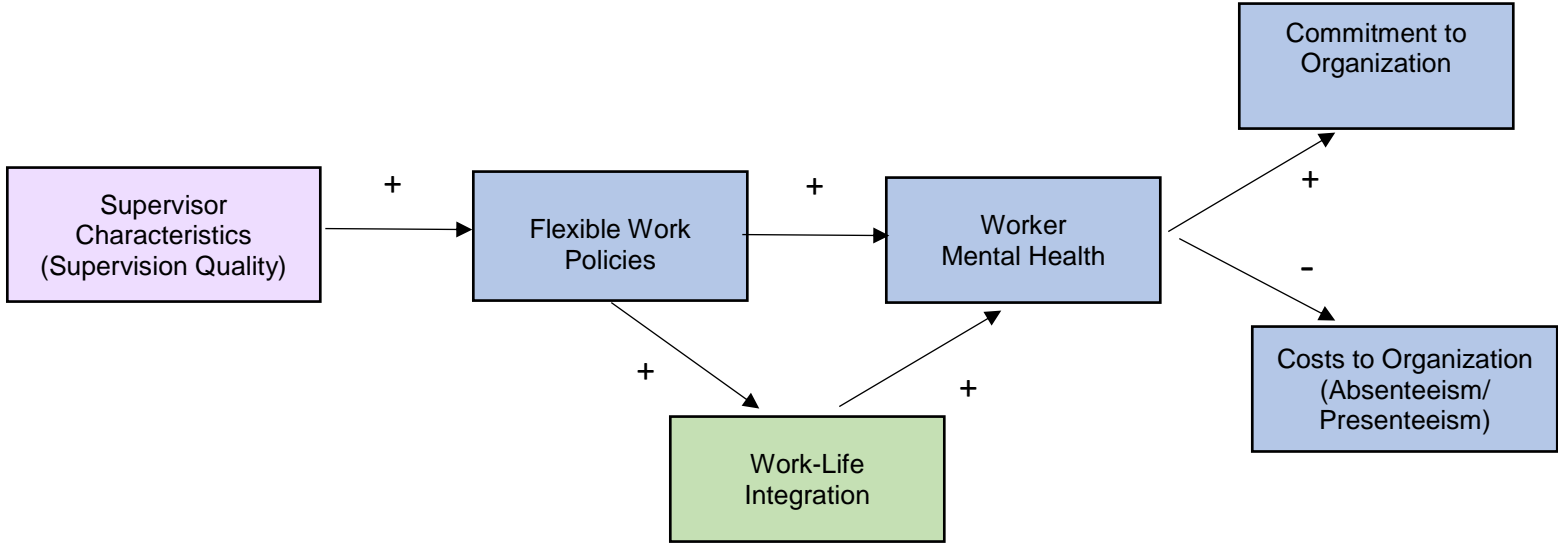 Commitment to
Organization
+
+
+
Supervisor
Characteristics
(Supervision Quality)
Flexible Work
Policies
Worker
Mental Health
-
+
+
Costs to Organization
(Absenteeism/
Presenteeism)
Work-Life
Integration